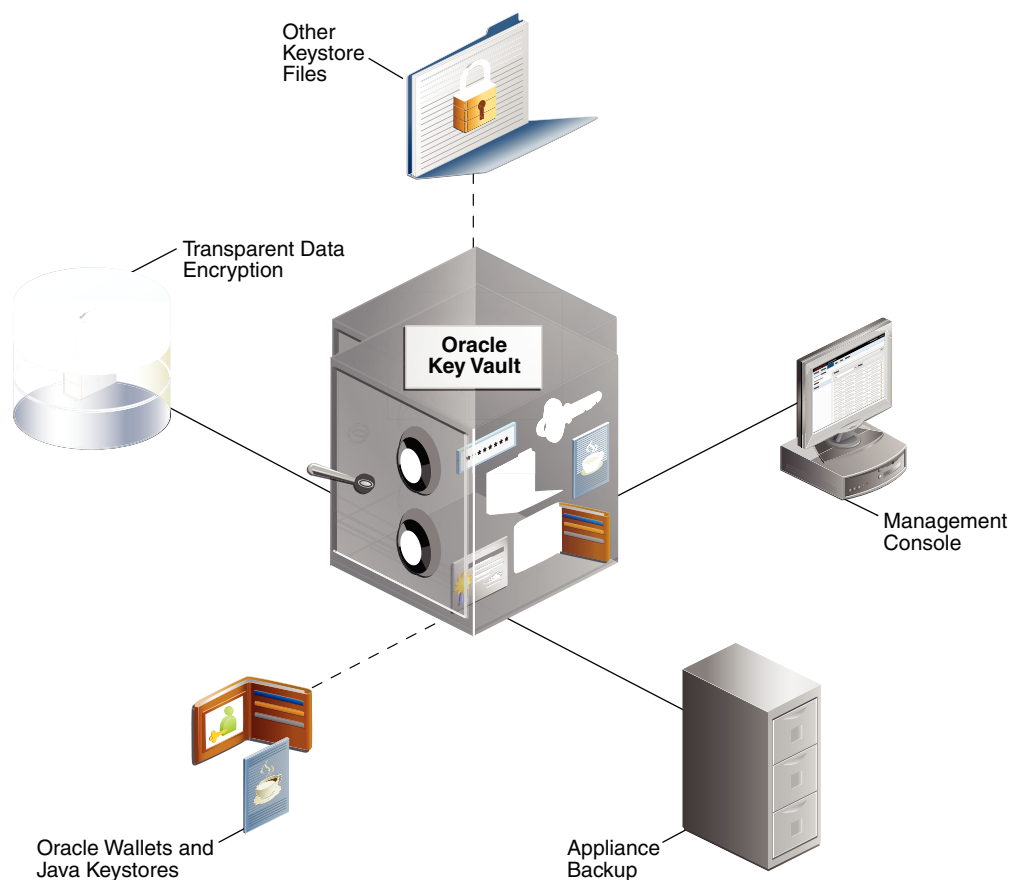 Other
Keystore
Files
Transparent Data
Encryption
Oracle
Key Vault
********
Management
Console
Oracle Wallets and
Java Keystores
Appliance
Backup